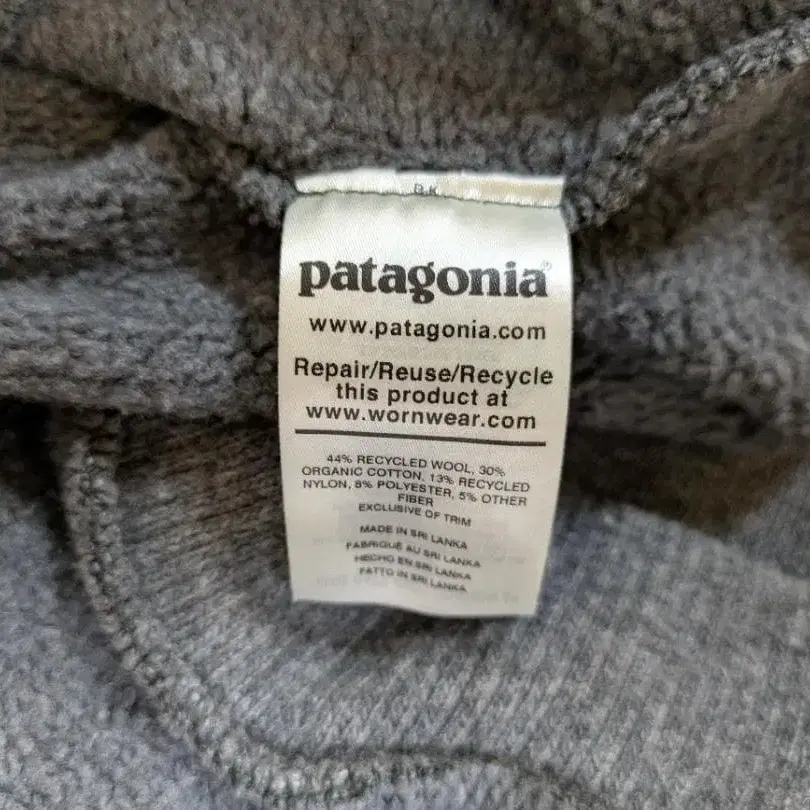 patagonia®
www.patagonia.com
Repair/Reuse/Recycle
this product at
www.wornwear.com
44% RECYCLED WOOL, 30%
ORGANIC COTTON, 13% RECYCLED
NYLON, 8% POLYESTER, 5% OTHER
FIBER
EXCLUSIVE OF TRIM
MADE IN SRI LANKA
FABRIQUÉ AU SRI LANKA
HECHO EN SRI LANKA
FATTO IN SRI LANKA